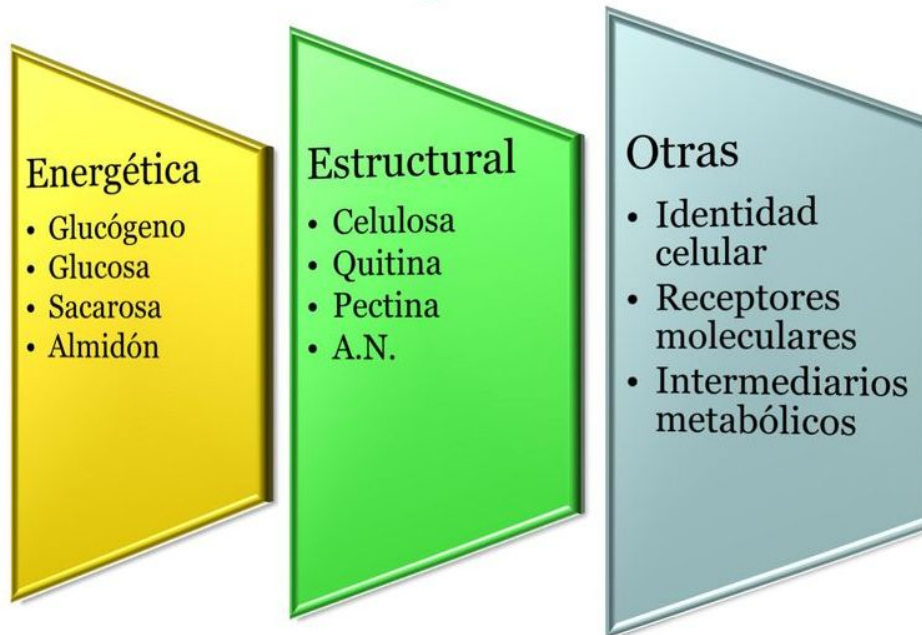 Energética
• Glucógeno
• Glucosa
• Sacarosa
• Almidón
Estructural
• Celulosa
• Quitina
• Pectina
• A.N.
Otras
• Identidad
celular
• Receptores
moleculares
• Intermediarios
metabólicos